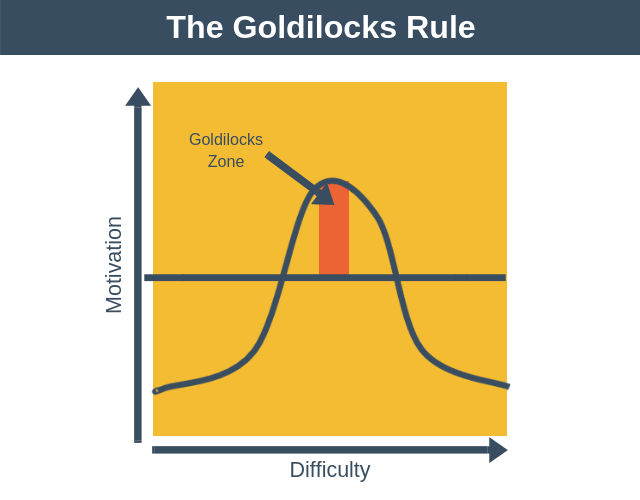 The Goldilocks Rule
Goldilocks
Zone
Motivation
Difficulty